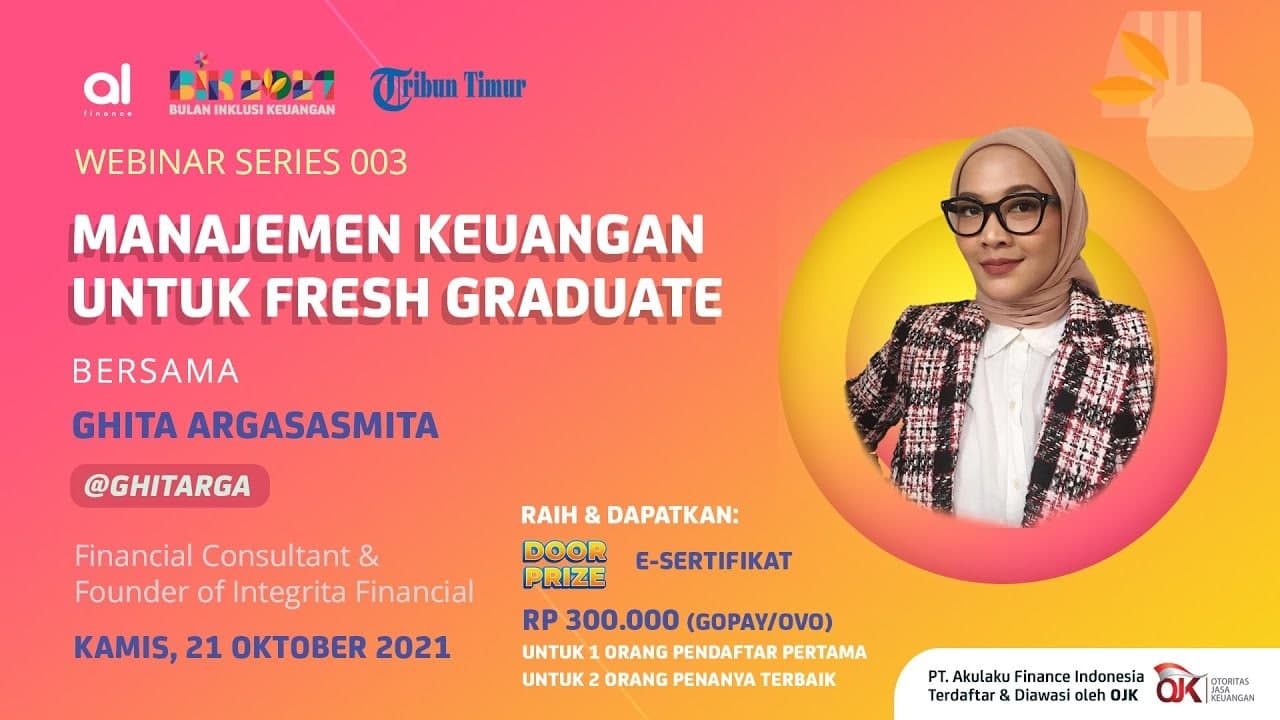 al
finance
BIK 2021
BULAN INKLUSI KEUANGAN
Tribun Timur
WEBINAR SERIES 003
MANAJEMEN KEUANGAN
UNTUK FRESH GRADUATE
BERSAMA
GHITA ARGASASMITA
@GHITARGA
Financial Consultant &
Founder of Integrita Financial
KAMIS, 21 OKTOBER 2021
RAIH & DAPATKAN:
DOOR
PRIZE
E-SERTIFIKAT
RP 300.000 (GOPAY/OVO)
UNTUK 1 ORANG PENDAFTAR PERTAMA
UNTUK 2 ORANG PENANYA TERBAIK
PT. Akulaku Finance Indonesia
Terdaftar & Diawasi oleh OJK
OJK
OTORITAS
JASA
KEUANGAN